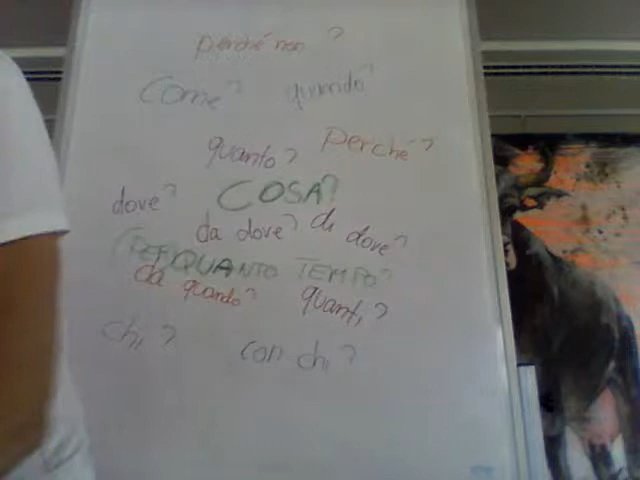 perché non ?
Come? quando?
quanto? perché?
dove? COSA?
da dove? di dove?
(PER) QUANTO TEMPO?
da quando? quanti?
chi? con chi?